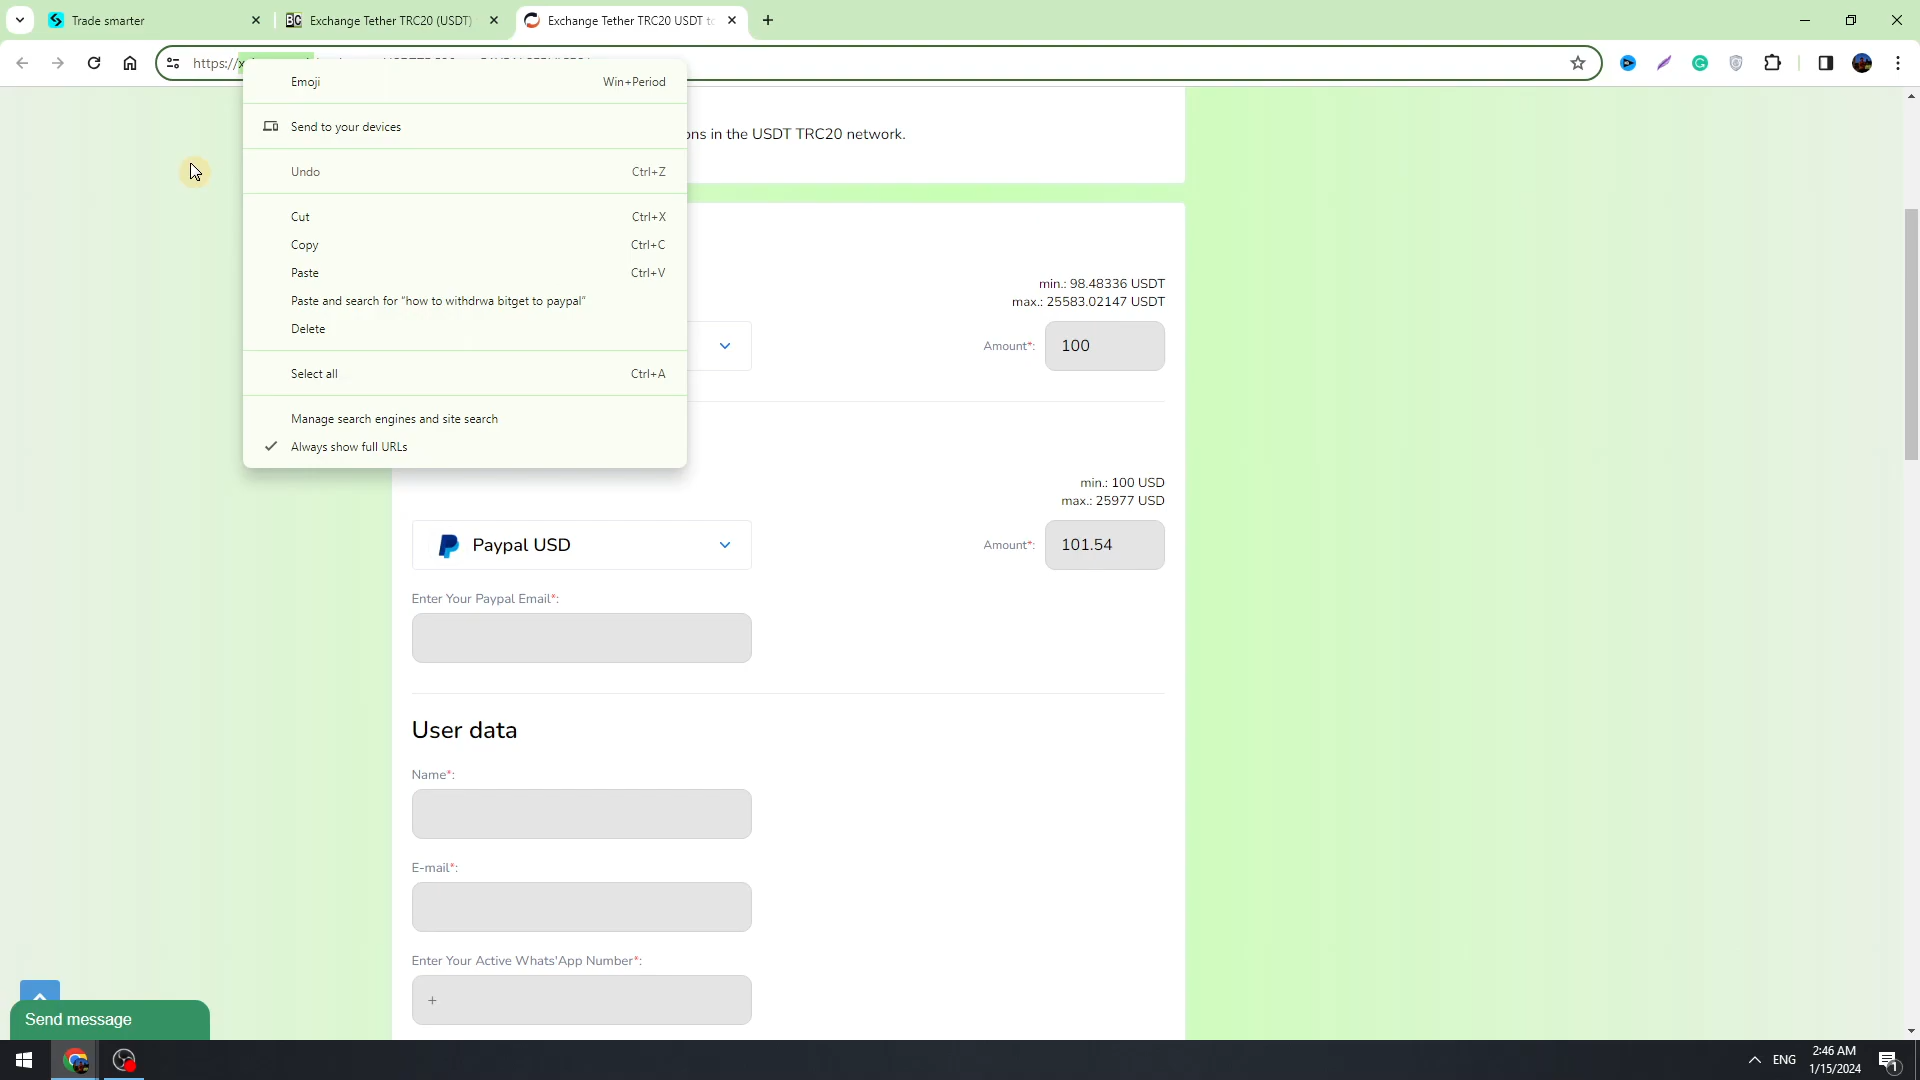 Trade smarter
Exchange Tether TRC20 (USDT)
Exchange Tether TRC20 USDT to
https://x
Emoji Win+Period
Send to your devices
Undo Ctrl+Z
Cut Ctrl+X
Copy Ctrl+C
Paste Ctrl+V
Paste and search for "how to withdrwa bitget to paypal"
Delete
Select all Ctrl+A
Manage search engines and site search
Always show full URLs
in the USDT TRC20 network.
min.: 98.48336 USDT
max.: 25583.02147 USDT
Amount*: 100
min.: 100 USD
max.: 25977 USD
Paypal USD
Amount*: 101.54
Enter Your Paypal Email*:
User data
Name*:
E-mail*:
Enter Your Active Whats'App Number*:
+
Send message
ENG
2:46 AM
1/15/2024
1